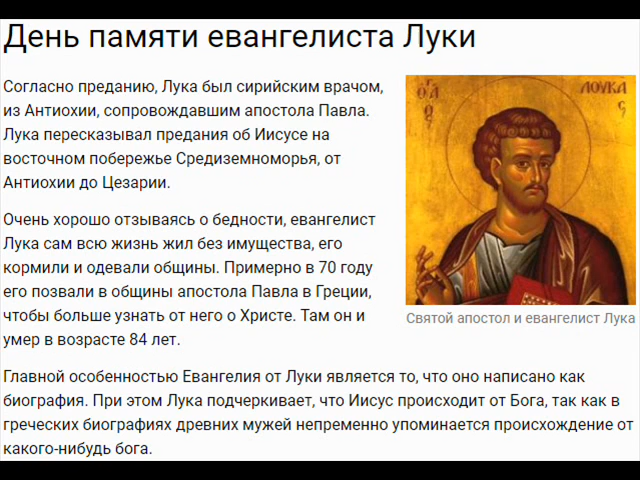 День памяти евангелиста Луки
Согласно преданию, Лука был сирийским врачом,
из Антиохии, сопровождавшим апостола Павла.
Лука пересказывал предания об Иисусе на
восточном побережье Средиземноморья, от
Антиохии до Цезарии.
Очень хорошо отзываясь о бедности, евангелист
Лука сам всю жизнь жил без имущества, его
кормили и одевали общины. Примерно в 70 году
его позвали в общины апостола Павла в Греции,
чтобы больше узнать от него о Христе. Там он и
умер в возрасте 84 лет.
ΛΟΥΚΑΣ
Святой апостол и евангелист Лука
Главной особенностью Евангелия от Луки является то, что оно написано как
биография. При этом Лука подчеркивает, что Иисус происходит от Бога, так как в
греческих биографиях древних мужей непременно упоминается происхождение от
какого-нибудь бога.